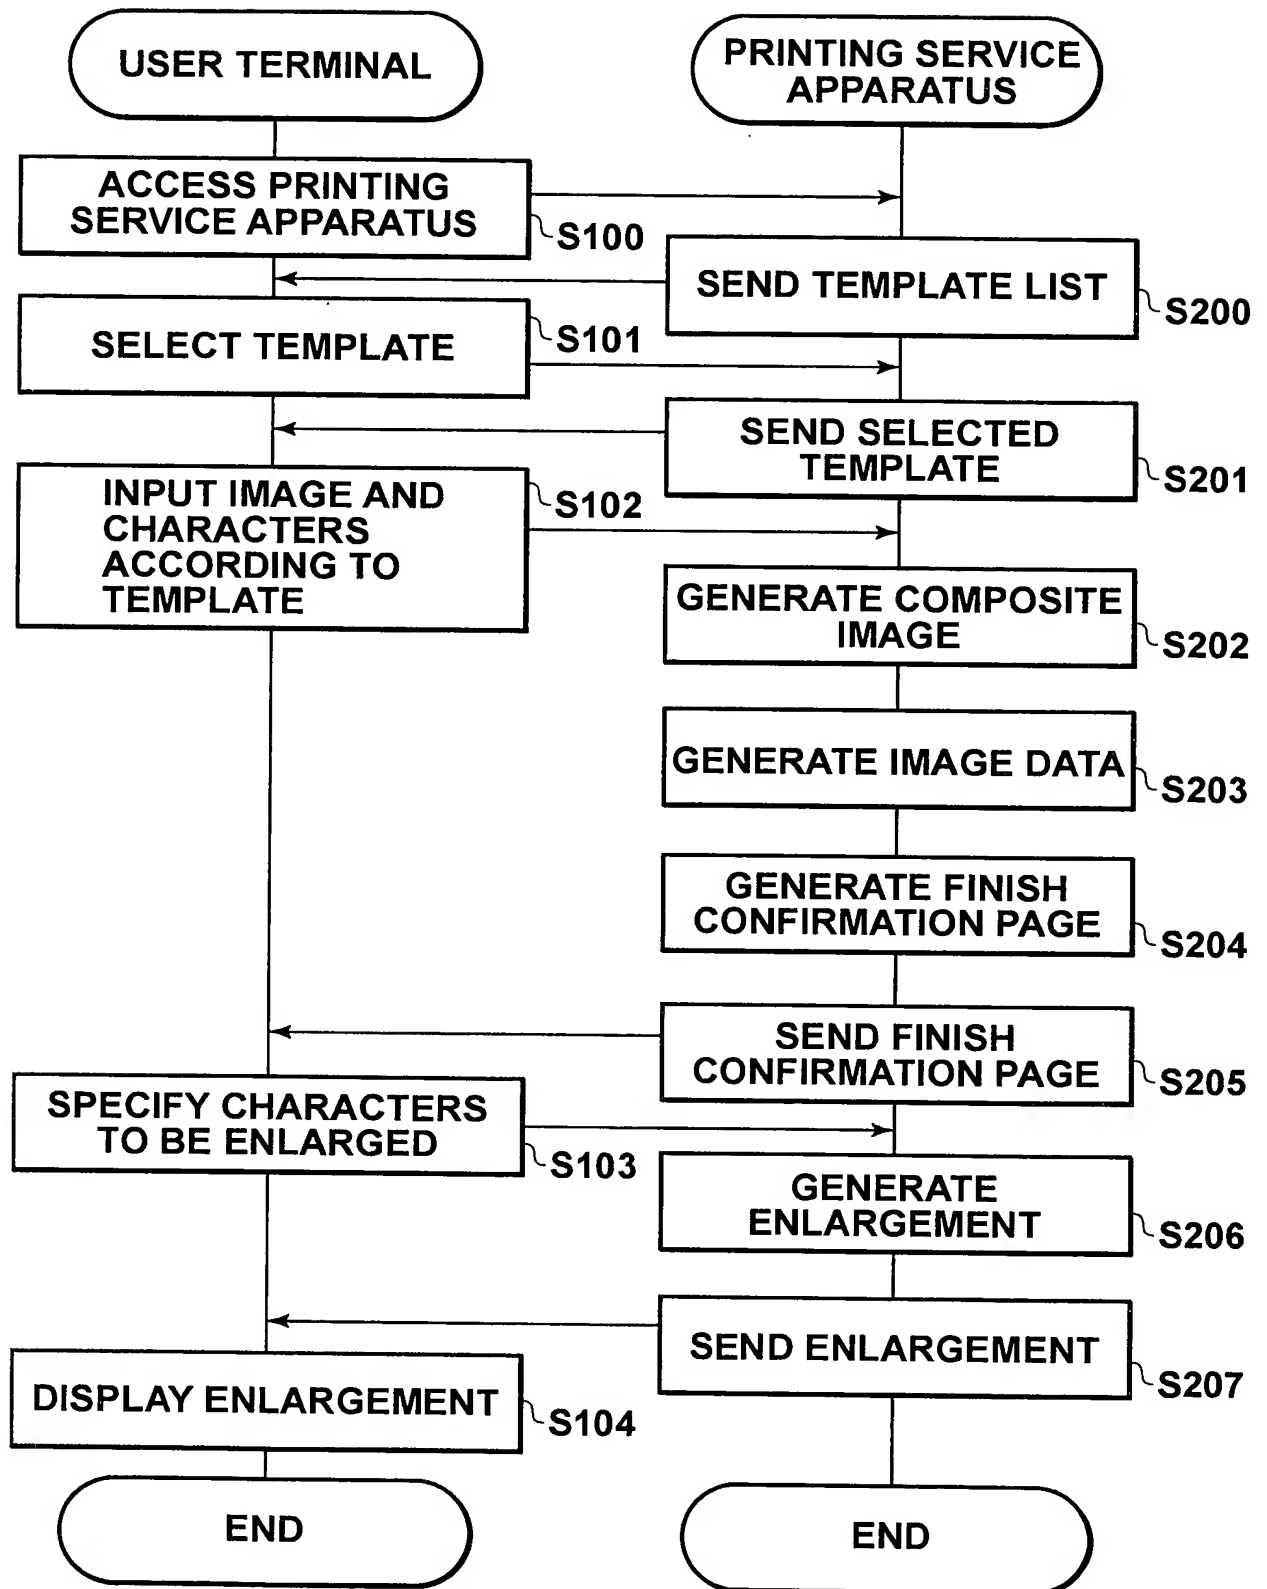 USER TERMINAL
PRINTING SERVICE
APPARATUS
ACCESS PRINTING
SERVICE APPARATUS
S100
SEND TEMPLATE LIST
S200
SELECT TEMPLATE
S101
SEND SELECTED
TEMPLATE
S201
INPUT IMAGE AND
CHARACTERS
ACCORDING TO
TEMPLATE
S102
GENERATE COMPOSITE
IMAGE
S202
GENERATE IMAGE DATA
S203
GENERATE FINISH
CONFIRMATION PAGE
S204
SEND FINISH
CONFIRMATION PAGE
S205
SPECIFY CHARACTERS
TO BE ENLARGED
S103
GENERATE
ENLARGEMENT
S206
SEND ENLARGEMENT
S207
DISPLAY ENLARGEMENT
S104
END
END